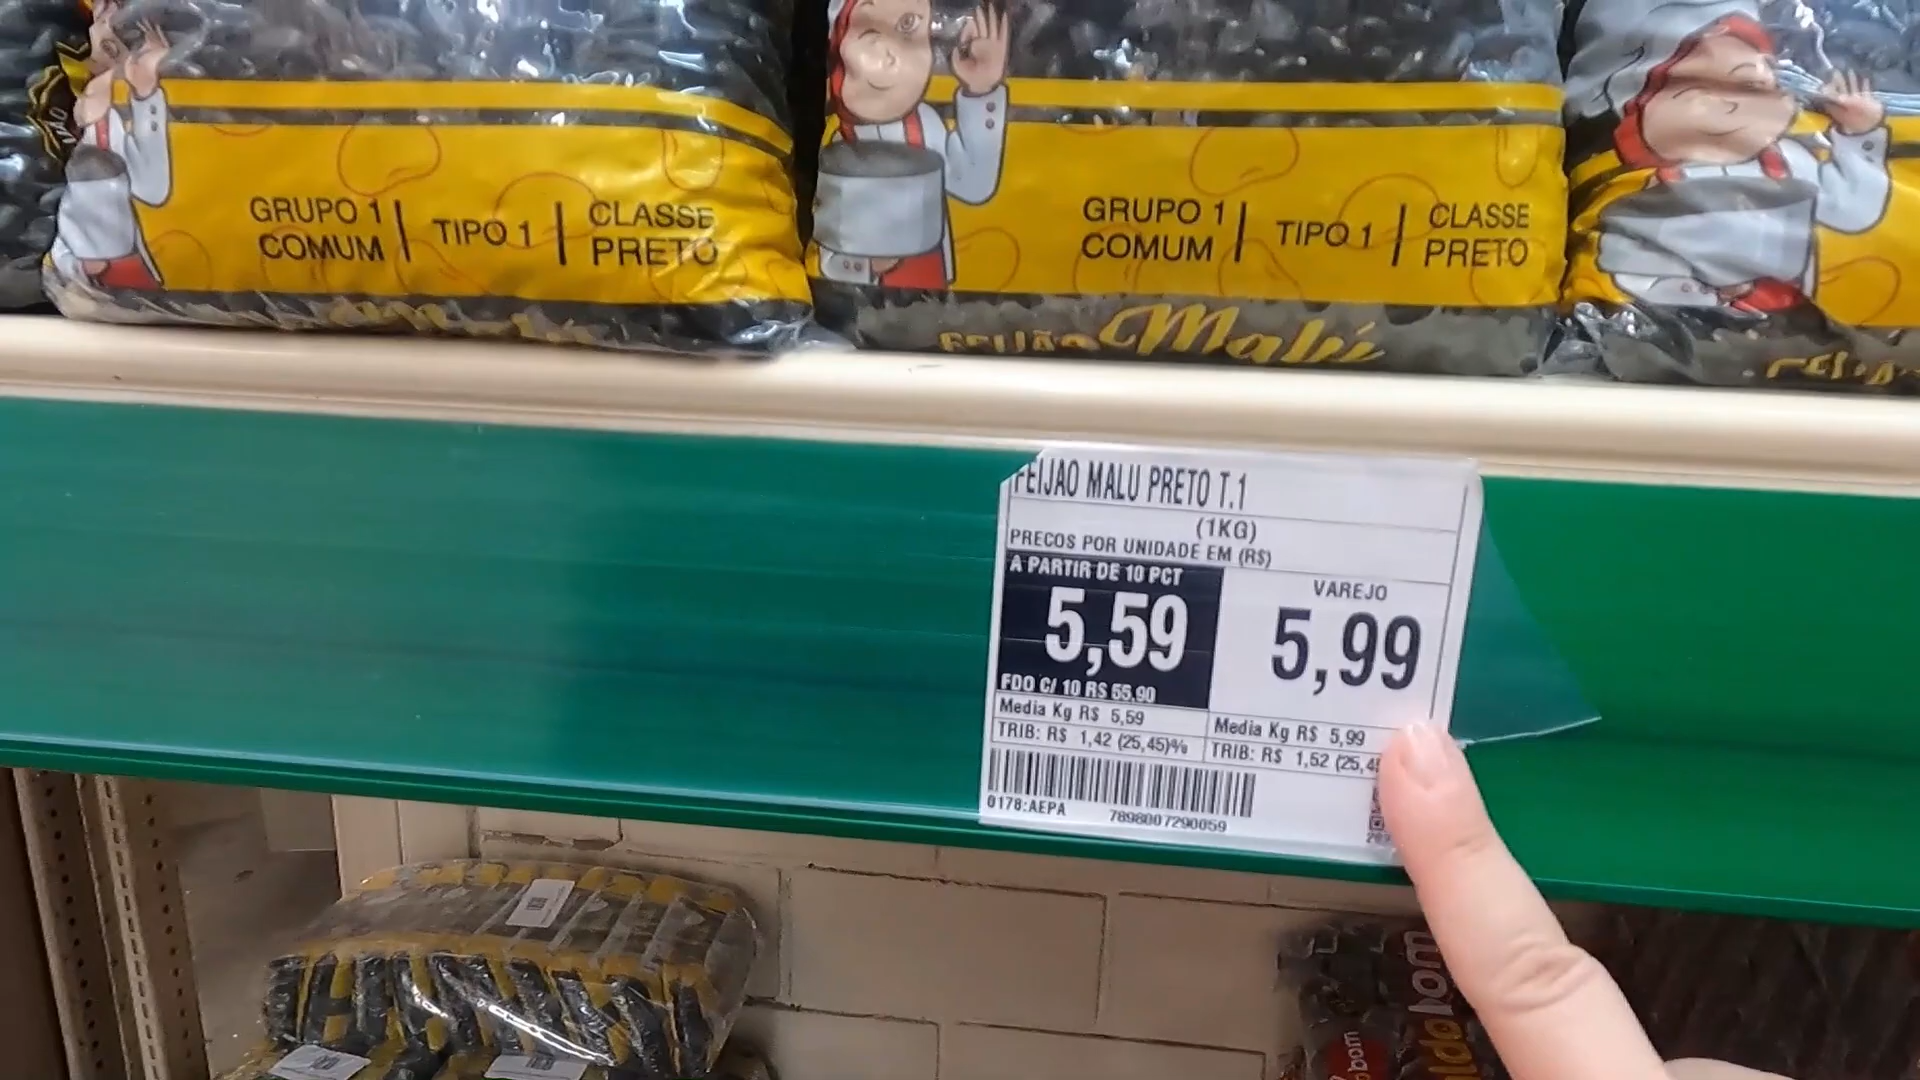 GRUPO 1
COMUM
TIPO 1
CLASSE
PRETO
GRUPO 1
COMUM
TIPO 1
CLASSE
PRETO
FEIJÃO Malú
FEIJAO MALU PRETO T.1
(1KG)
PRECOS POR UNIDADE EM (R$)
A PARTIR DE 10 PCT
5,59
FDO C/ 10 R$ 55,90
Media Kg R$ 5,59
TRIB: R$ 1,42 (25,45)%
VAREJO
5,99
Media Kg R$ 5,99
TRIB: R$ 1,52 (25,45
0178:AEPA
7898007290059
bom